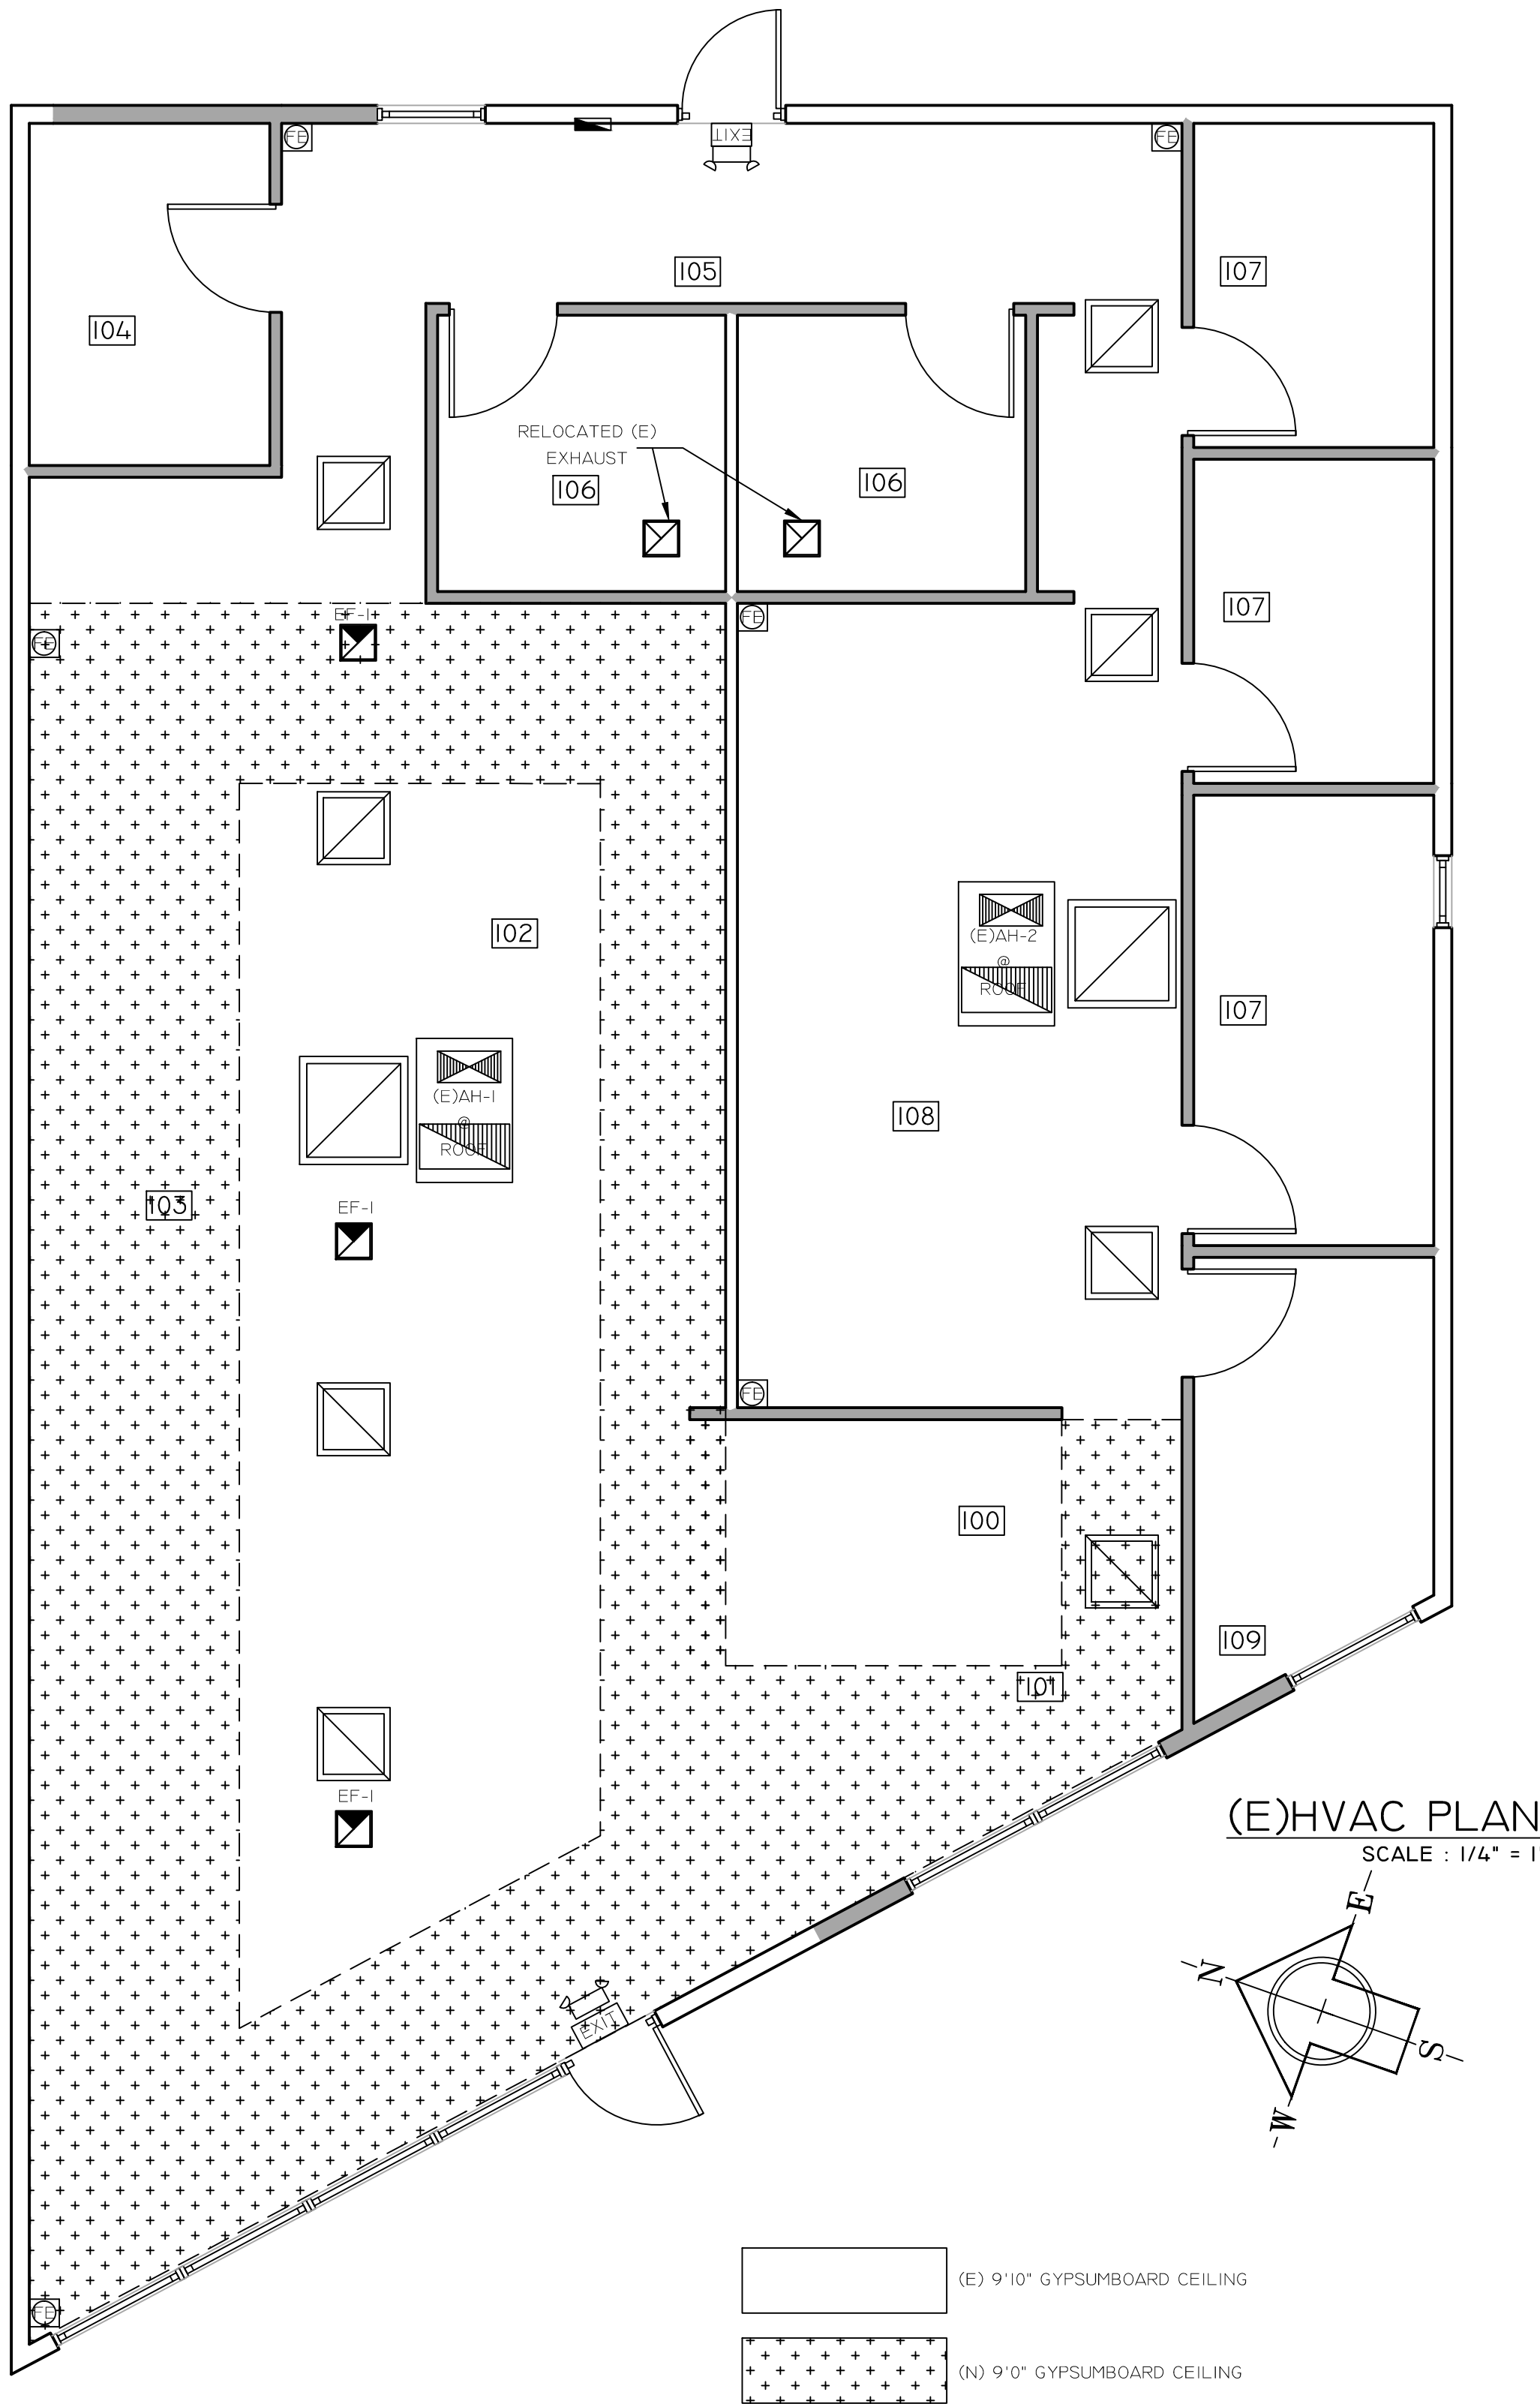 EXIT
FE
FE
105
107
104
RELOCATED (E)
EXHAUST
106
106
107
FE
EF-1
FE
102
(E)AH-2
@
ROOF
107
(E)AH-1
@
ROOF
108
103
EF-1
FE
100
109
101
EF-1
(E)HVAC PLAN
SCALE : 1/4" = 1'
E
N
EXIT
S
W
(E) 9'10" GYPSUMBOARD CEILING
FE
(N) 9'0" GYPSUMBOARD CEILING